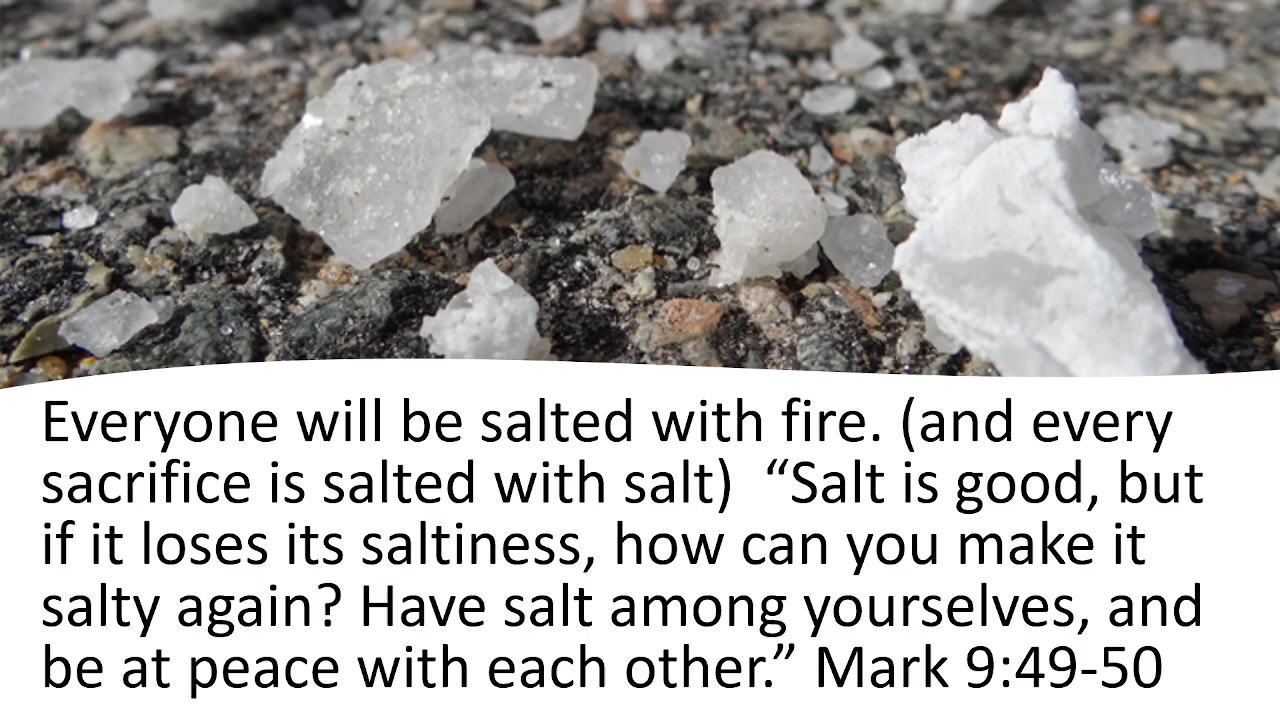 Everyone will be salted with fire. (and every
sacrifice is salted with salt)  “Salt is good, but
if it loses its saltiness, how can you make it
salty again? Have salt among yourselves, and
be at peace with each other.” Mark 9:49-50